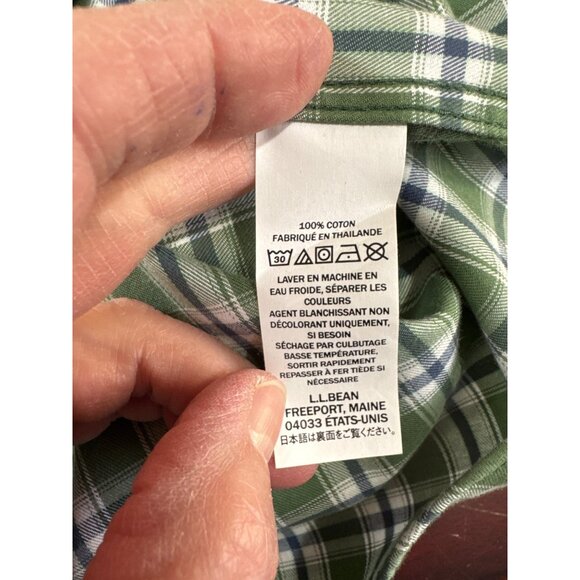 100% COTON
FABRIQUÉ EN THAILANDE
30
LAVER EN MACHINE EN
EAU FROIDE, SÉPARER LES
COULEURS
AGENT BLANCHISSANT NON
DÉCOLORANT UNIQUEMENT,
SI BESOIN
SÉCHAGE PAR CULBUTAGE
BASSE TEMPÉRATURE,
SORTIR RAPIDEMENT
REPASSER À FER TIÈDE SI
NÉCESSAIRE
L.L.BEAN
FREEPORT, MAINE
04033 ÉTATS-UNIS
日本語は裏面をご覧ください。